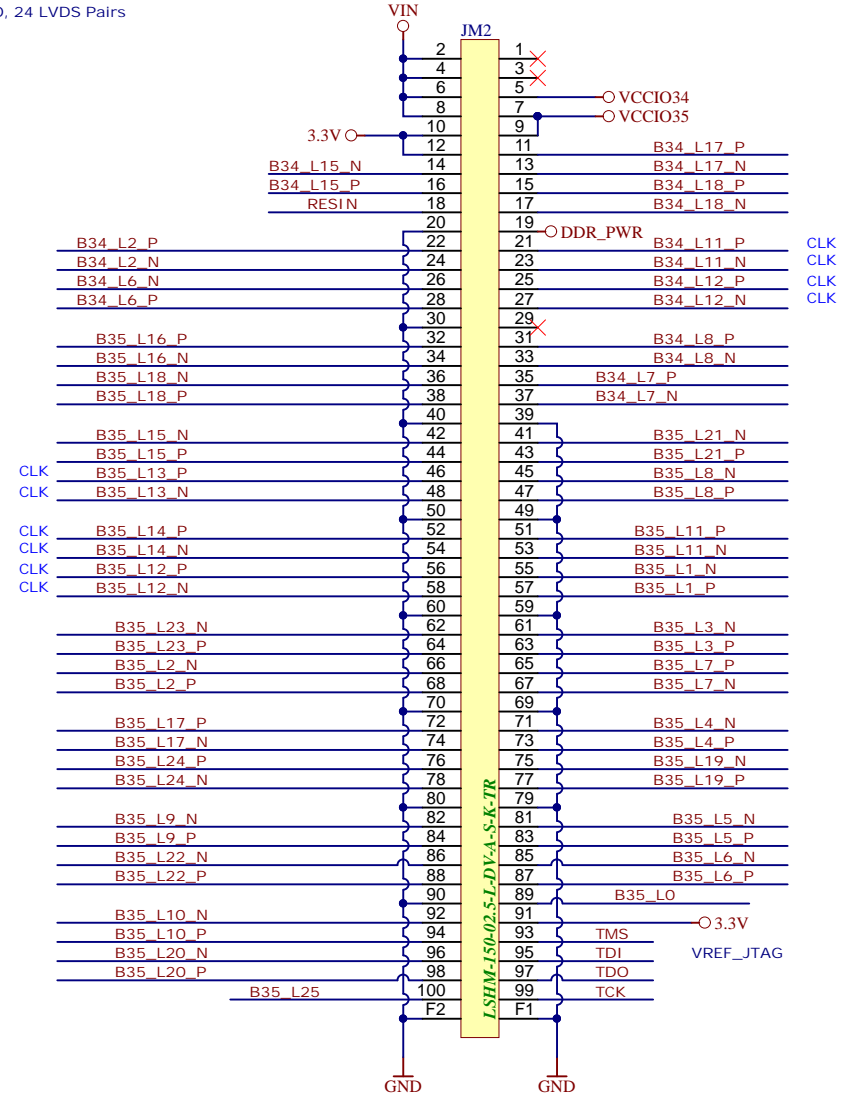 O, 24 LVDS Pairs
VIN
JM2
2 1
4 3
6 5 VCCIO34
8 7 VCCIO35
3.3V 10 9
12 11 B34_L17_P
B34_L15_N 14 13 B34_L17_N
B34_L15_P 16 15 B34_L18_P
RESIN 18 17 B34_L18_N
20 19 DDR_PWR
B34_L2_P 22 21 B34_L11_P CLK
B34_L2_N 24 23 B34_L11_N CLK
B34_L6_N 26 25 B34_L12_P CLK
B34_L6_P 28 27 B34_L12_N CLK
30 29
B35_L16_P 32 31 B34_L8_P
B35_L16_N 34 33 B34_L8_N
B35_L18_N 36 35 B34_L7_P
B35_L18_P 38 37 B34_L7_N
40 39
B35_L15_N 42 41 B35_L21_N
B35_L15_P 44 43 B35_L21_P
CLK B35_L13_P 46 45 B35_L8_N
CLK B35_L13_N 48 47 B35_L8_P
50 49
CLK B35_L14_P 52 51 B35_L11_P
CLK B35_L14_N 54 53 B35_L11_N
CLK B35_L12_P 56 55 B35_L1_N
CLK B35_L12_N 58 57 B35_L1_P
60 59
B35_L23_N 62 61 B35_L3_N
B35_L23_P 64 63 B35_L3_P
B35_L2_N 66 65 B35_L7_P
B35_L2_P 68 67 B35_L7_N
70 69
B35_L17_P 72 71 B35_L4_N
B35_L17_N 74 73 B35_L4_P
B35_L24_P 76 75 B35_L19_N
B35_L24_N 78 77 B35_L19_P
80 79
B35_L9_N 82 81 B35_L5_N
B35_L9_P 84 83 B35_L5_P
B35_L22_N 86 85 B35_L6_N
B35_L22_P 88 87 B35_L6_P
90 89 B35_L0
B35_L10_N 92 91 3.3V
B35_L10_P 94 93 TMS
B35_L20_N 96 95 TDI VREF_JTAG
B35_L20_P 98 97 TDO
B35_L25 100 99 TCK
F2 F1
LSHM-150-02.5-L-DV-A-S-K-TR
GND GND